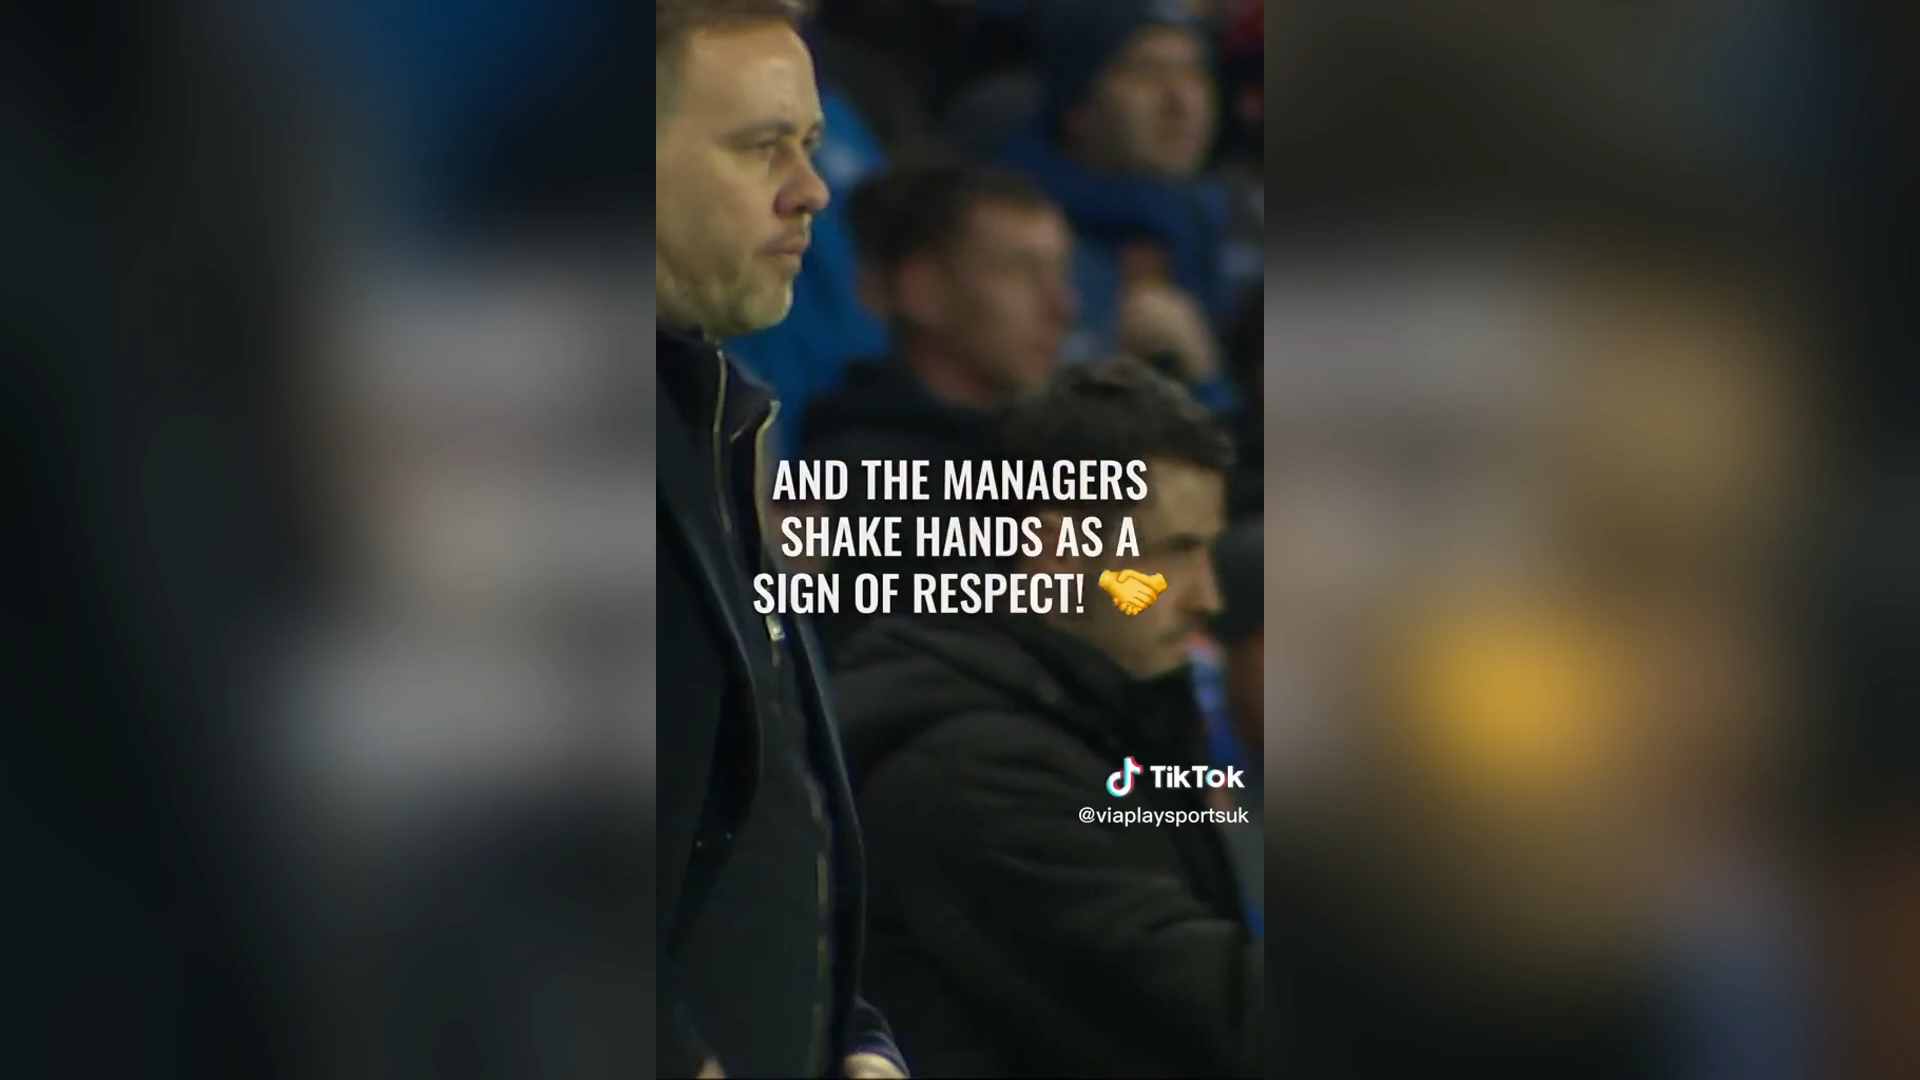 AND THE MANAGERS
SHAKE HANDS AS A
SIGN OF RESPECT! 🤝
TikTok
@viaplaysportsuk